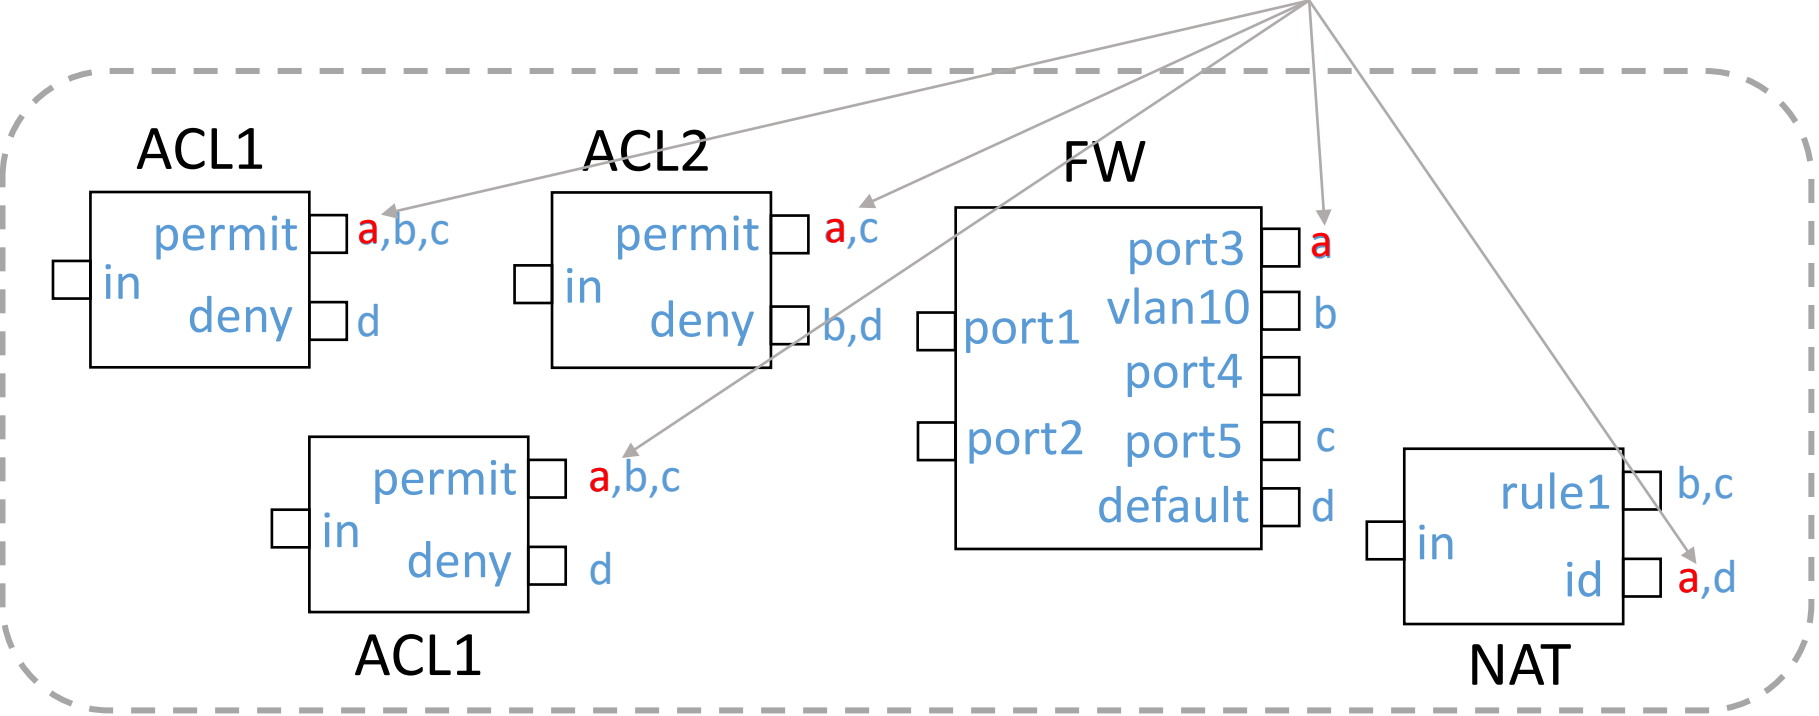 ACL1
permit a,b,c
in
deny d
ACL2
permit a,c
in
deny b,d
FW
port3 a
vlan10 b
port1
port4
port2
port5 c
default d
permit a,b,c
in
deny d
ACL1
rule1 b,c
in
id a,d
NAT